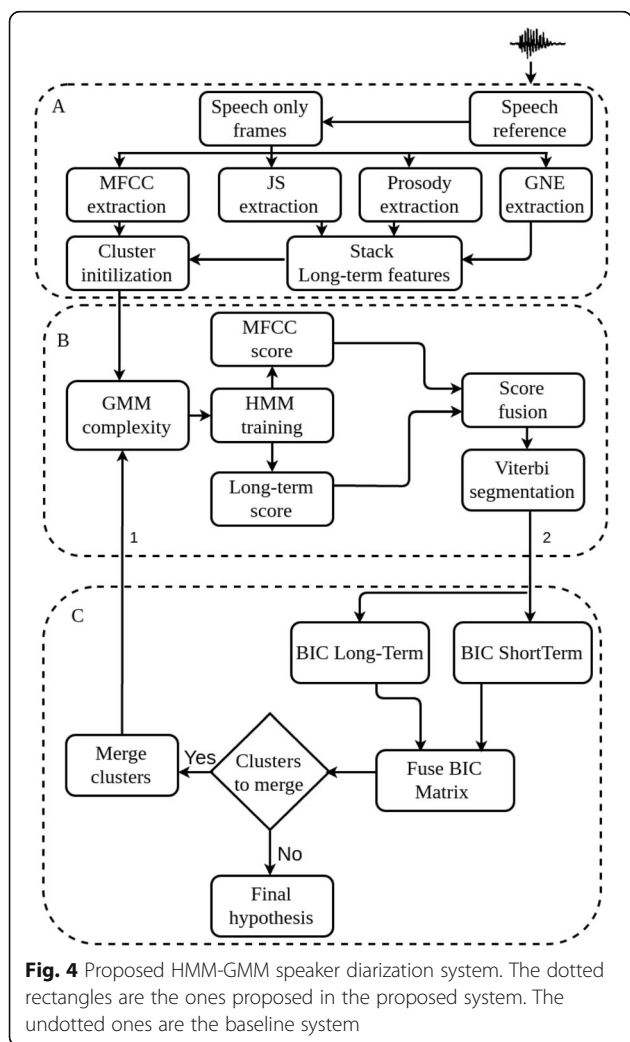 A
Speech only
frames
Speech
reference
MFCC
extraction
JS
extraction
Prosody
extraction
GNE
extraction
Cluster
initilization
Stack
Long-term features
B
MFCC
score
GMM
complexity
HMM
training
Score
fusion
Long-term
score
Viterbi
segmentation
1
2
C
BIC Long-Term
BIC ShortTerm
Merge
clusters
Yes
Clusters
to merge
Fuse BIC
Matrix
No
Final
hypothesis
Fig. 4 Proposed HMM-GMM speaker diarization system. The dotted
rectangles are the ones proposed in the proposed system. The
undotted ones are the baseline system